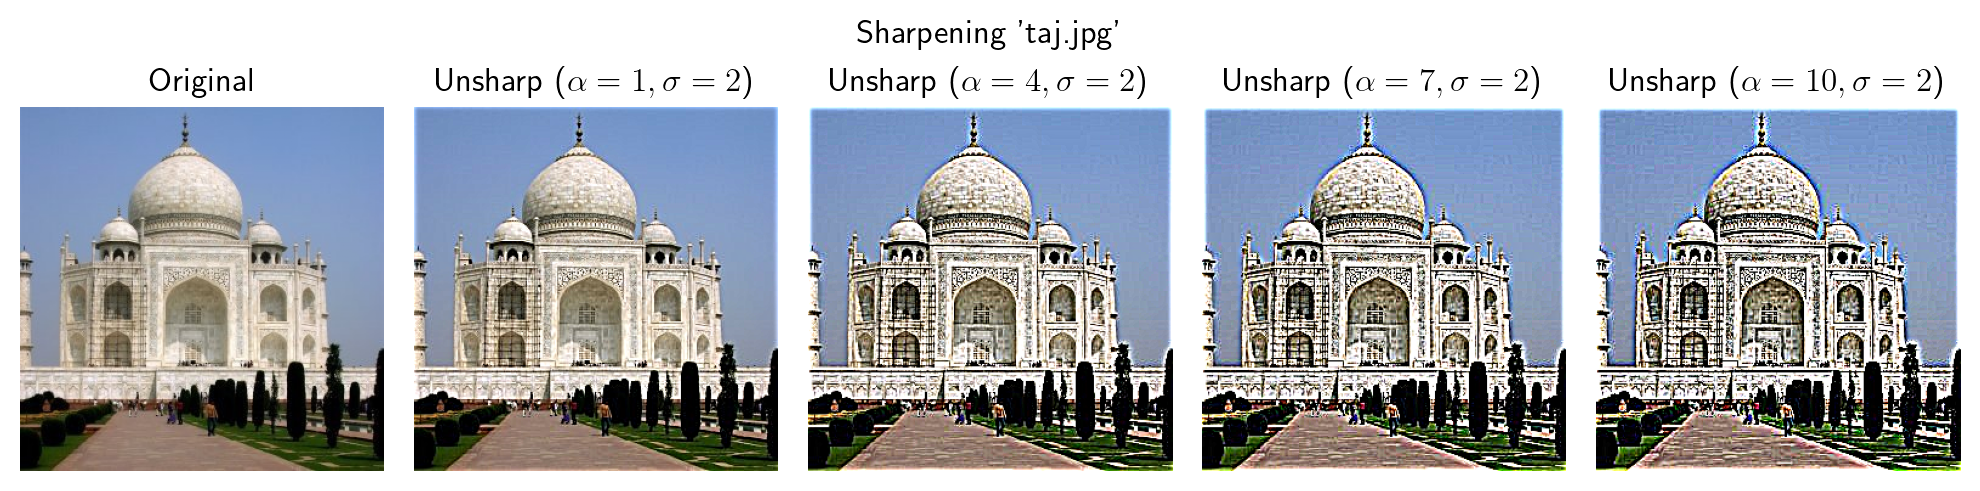 Sharpening 'taj.jpg'
Original
Unsharp (α = 1, σ = 2)
Unsharp (α = 4, σ = 2)
Unsharp (α = 7, σ = 2)
Unsharp (α = 10, σ = 2)